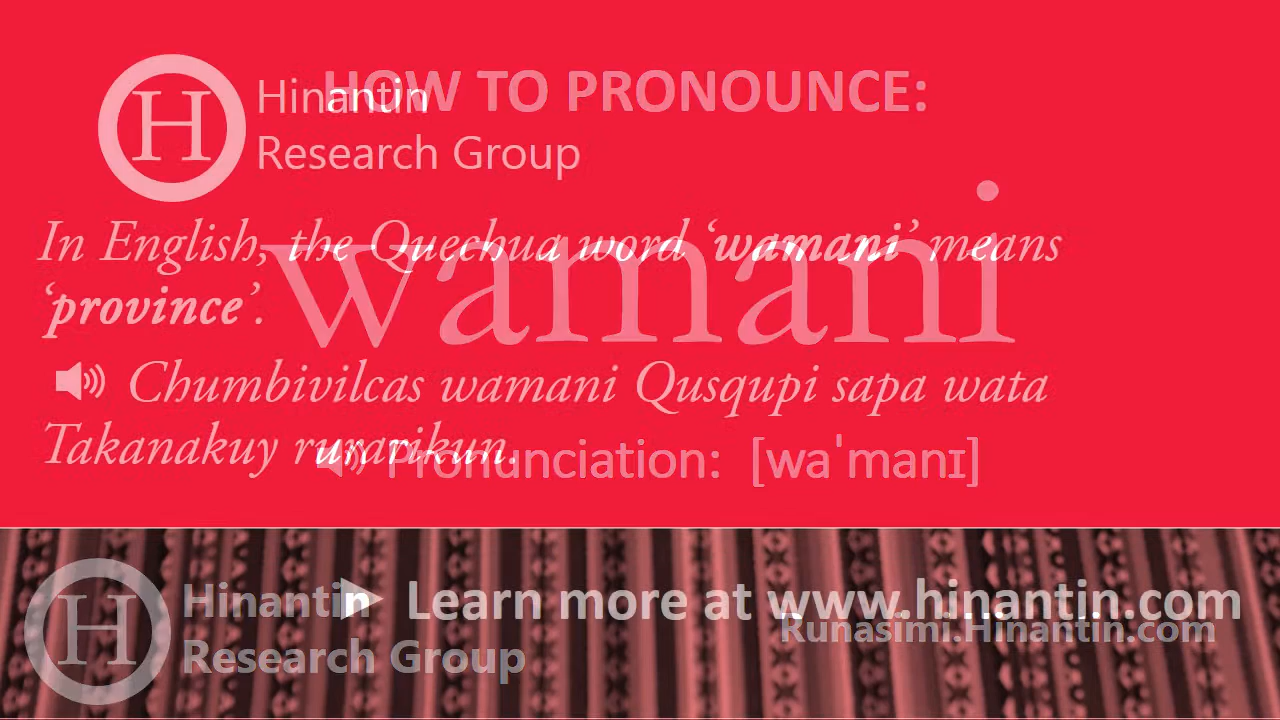 HOW TO PRONOUNCE:
Hinantin
Research Group
In English, the Quechua word ‘wamani’ means
‘province’.
wamani
Chumbivilcas wamani Qusqupi sapa wata
Takanakuy rurarikun.
Pronunciation: [waˈmanɪ]
Hinantin
Research Group
Learn more at www.hinantin.com
Runasimi.Hinantin.com